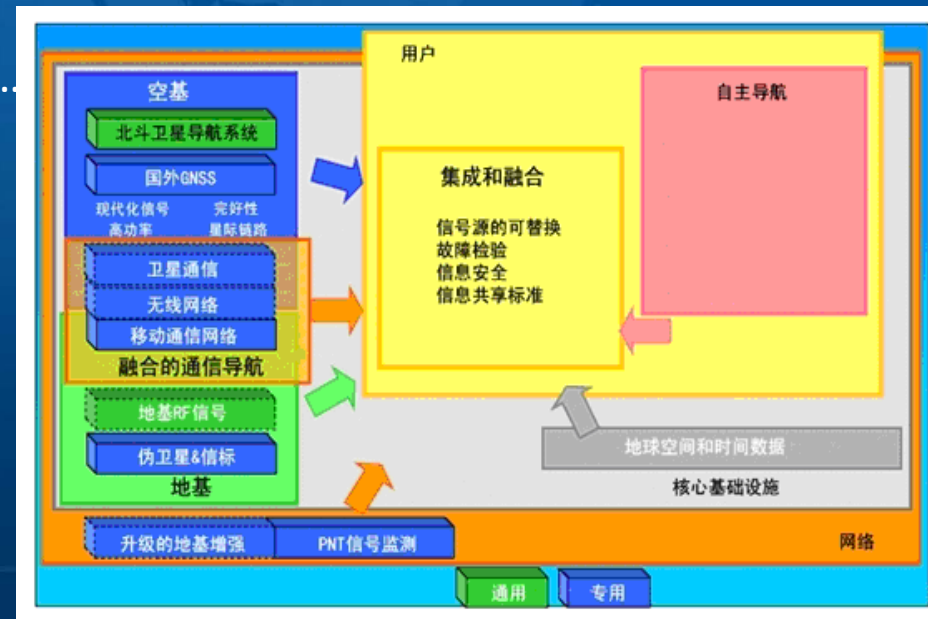 用户
空基
北斗卫星导航系统
国外GNSS
现代化信号 完好性
高功率 星际链路
卫星通信
无线网络
移动通信网络
融合的通信导航
地基RF信号
伪卫星&信标
地基
集成和融合
信号源的可替换
故障检验
信息安全
信息共享标准
自主导航
地球空间和时间数据
核心基础设施
升级的地基增强
PNT信号监测
网络
通用
专用